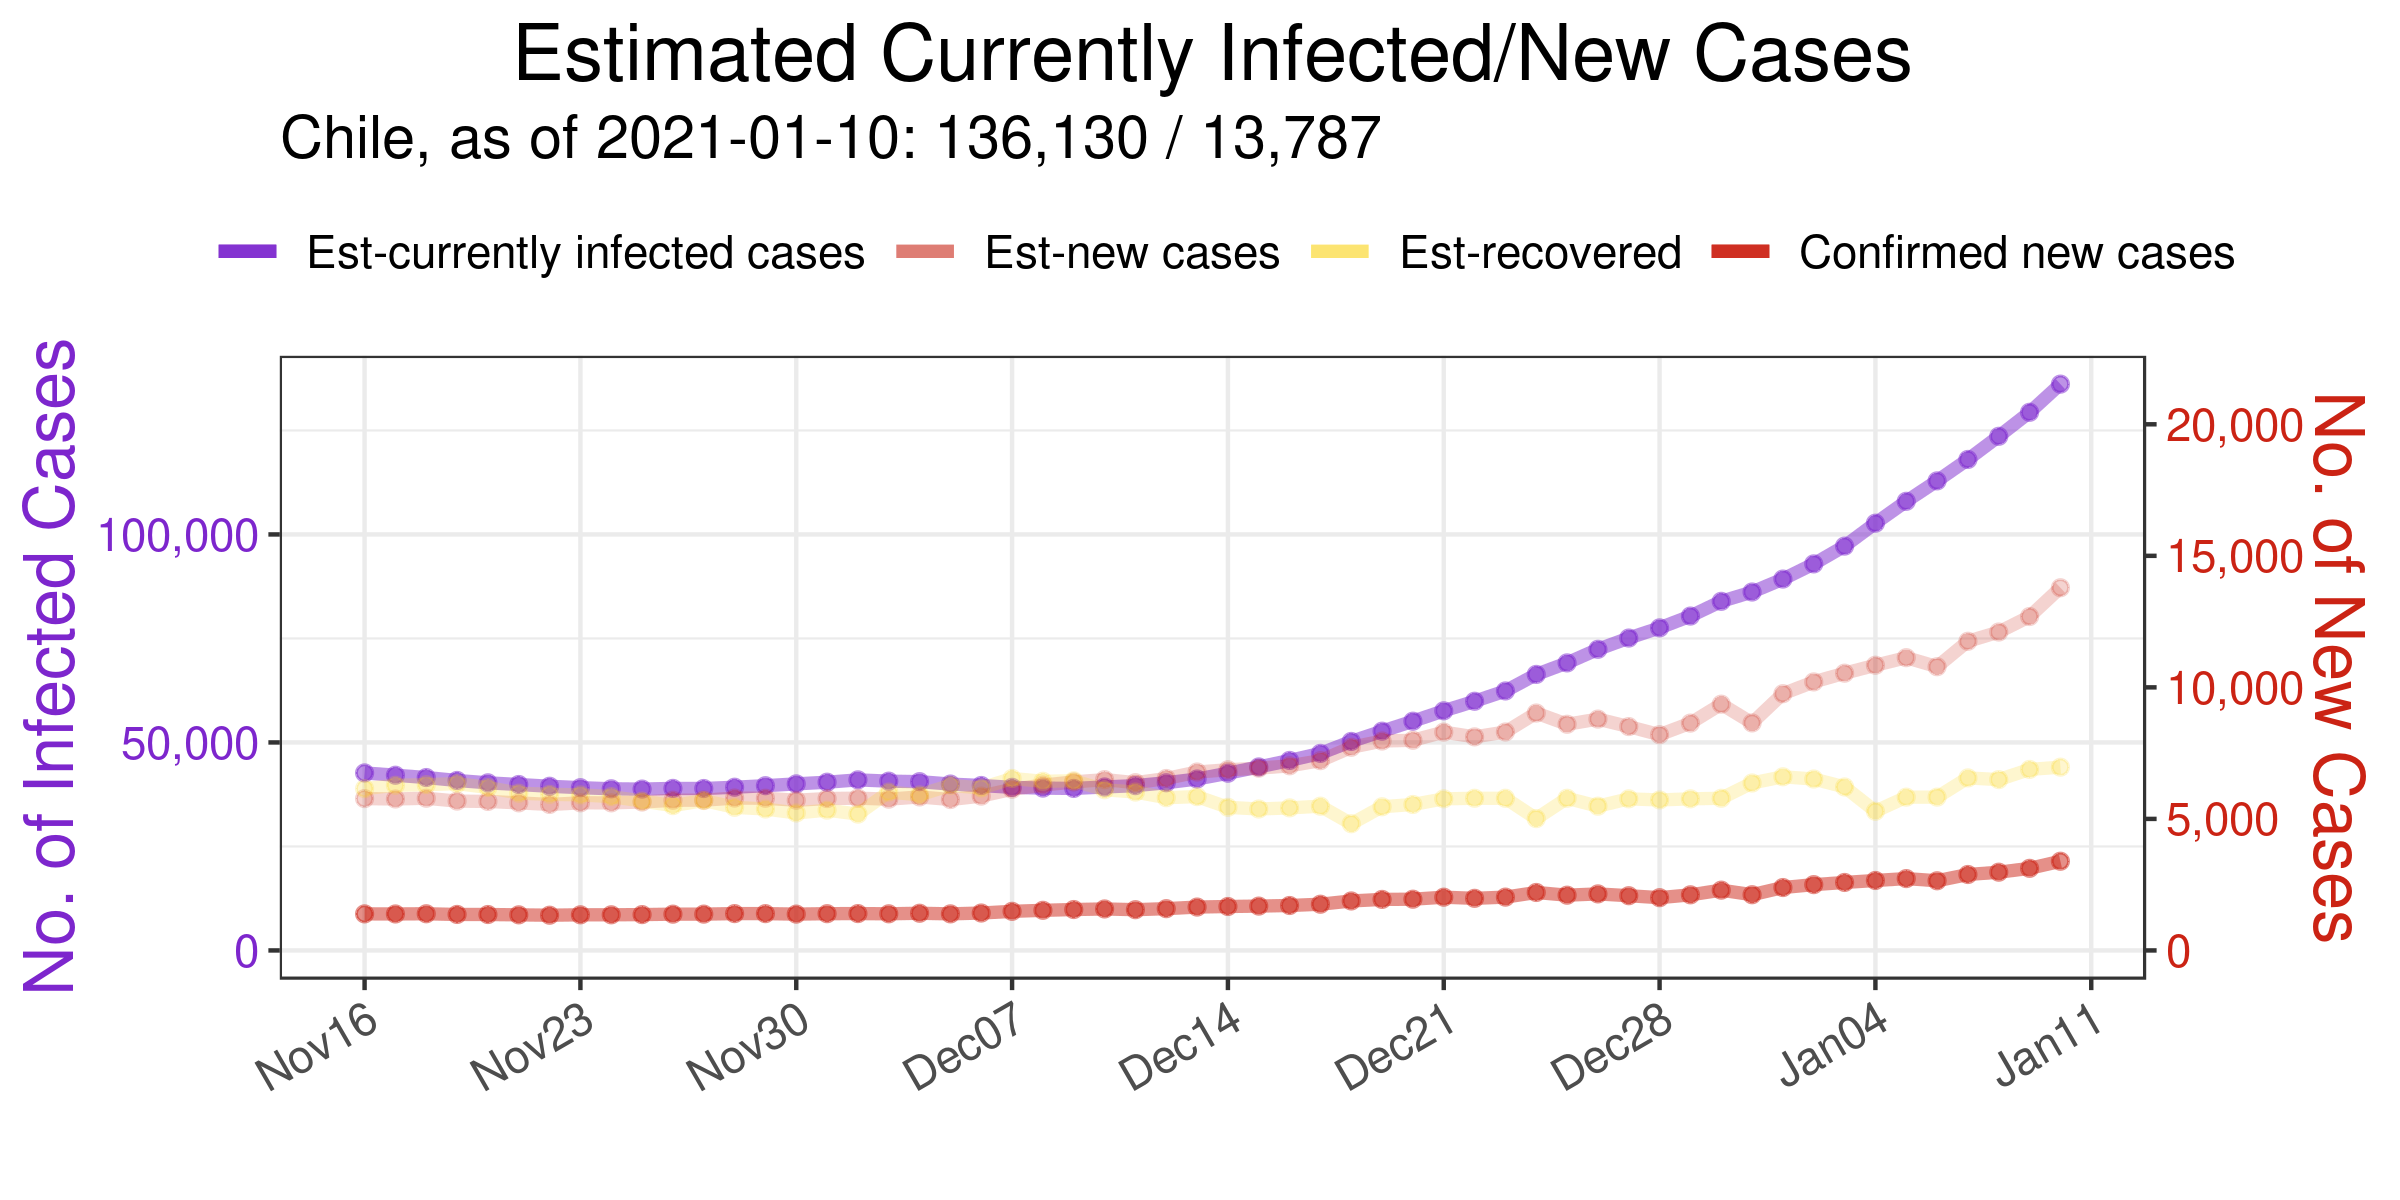 Estimated Currently Infected/New Cases
Chile, as of 2021-01-10: 136,130 / 13,787
Est-currently infected cases Est-new cases Est-recovered Confirmed new cases
No. of Infected Cases
100,000
50,000
0
20,000
15,000
10,000
5,000
0
No. of New Cases
Nov16 Nov23 Nov30 Dec07 Dec14 Dec21 Dec28 Jan04 Jan11